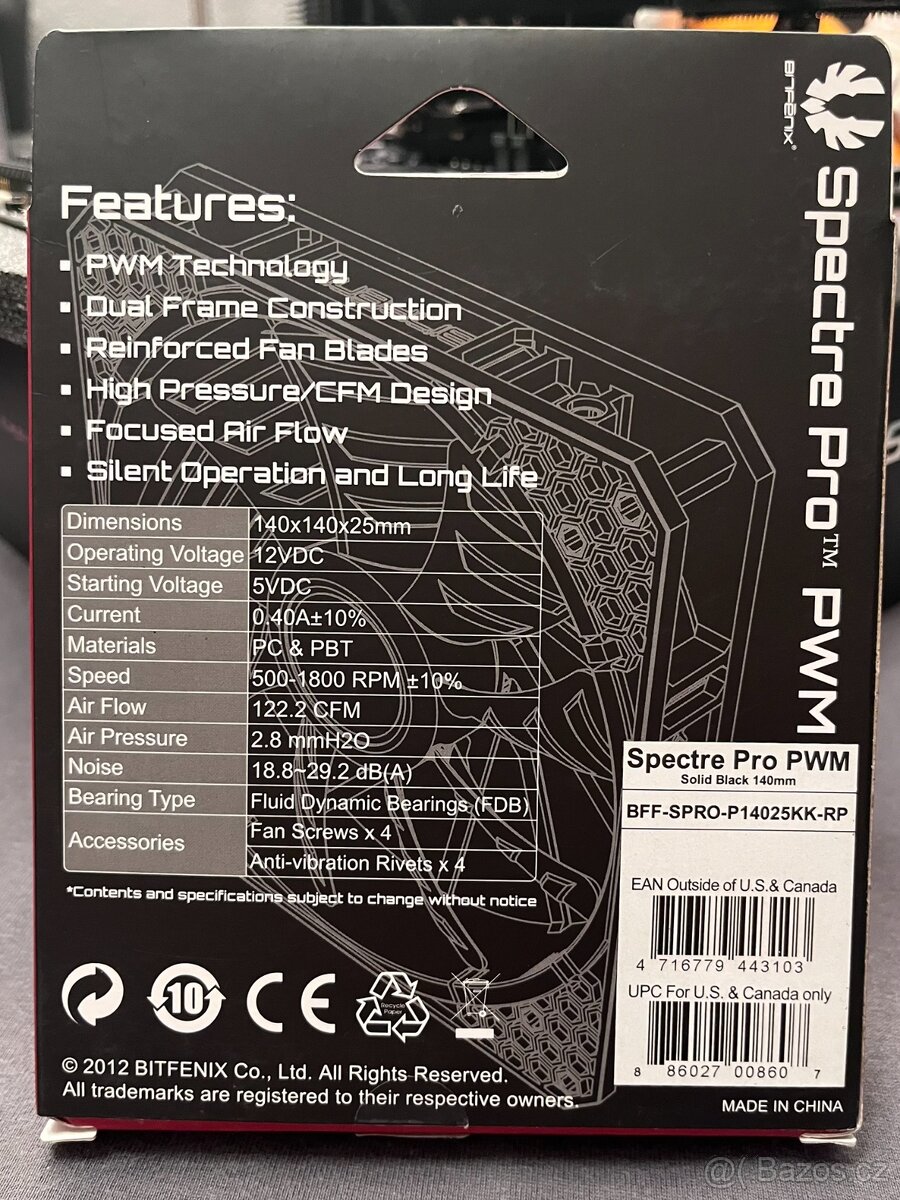 BITFENIX®
Spectre Pro™ PWM
Features:
▪ PWM Technology
▪ Dual Frame Construction
▪ Reinforced Fan Blades
▪ High Pressure/CFM Design
▪ Focused Air Flow
▪ Silent Operation and Long Life
Dimensions 140x140x25mm
Operating Voltage 12VDC
Starting Voltage 5VDC
Current 0.40A±10%
Materials PC & PBT
Speed 500-1800 RPM ±10%
Air Flow 122.2 CFM
Air Pressure 2.8 mmH2O
Noise 18.8~29.2 dB(A)
Bearing Type Fluid Dynamic Bearings (FDB)
Accessories Fan Screws x 4
Anti-vibration Rivets x 4
*Contents and specifications subject to change without notice
Spectre Pro PWM
Solid Black 140mm
BFF-SPRO-P14025KK-RP
EAN Outside of U.S.& Canada
4 716779 443103
UPC For U.S. & Canada only
8 86027 00860 7
10
CE
Recycle
Paper
© 2012 BITFENIX Co., Ltd. All Rights Reserved.
All trademarks are registered to their respective owners.
MADE IN CHINA
@( Bazos.cz